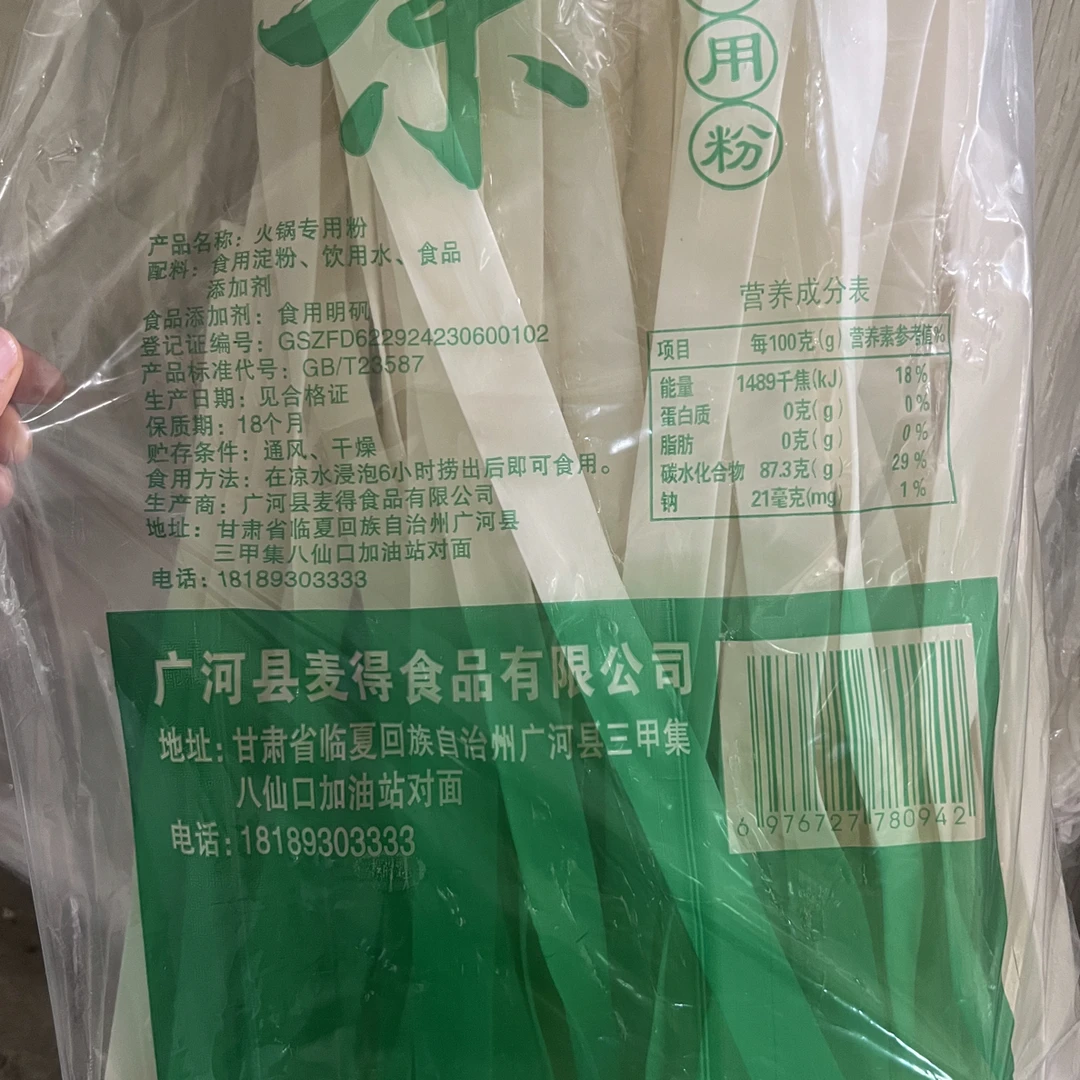 用
粉
产品名称：火锅专用粉
配料：食用淀粉、饮用水、食品
添加剂
食品添加剂：食用明矾
登记证编号：GSZFD622924230600102
产品标准代号：GB/T23587
生产日期：见合格证
保质期：18个月
贮存条件：通风、干燥
食用方法：在凉水浸泡6小时捞出后即可食用。
生产商：广河县麦得食品有限公司
地址：甘肃省临夏回族自治州广河县
三甲集八仙口加油站对面
电话：18189303333
营养成分表
项目 每100克(g) 营养素参考值%
能量 1489千焦(kJ) 18%
蛋白质 0克(g) 0%
脂肪 0克(g) 0%
碳水化合物 87.3克(g) 29%
钠 21毫克(mg) 1%
广河县麦得食品有限公司
地址：甘肃省临夏回族自治州广河县三甲集
八仙口加油站对面
电话：18189303333
6 976727 780942